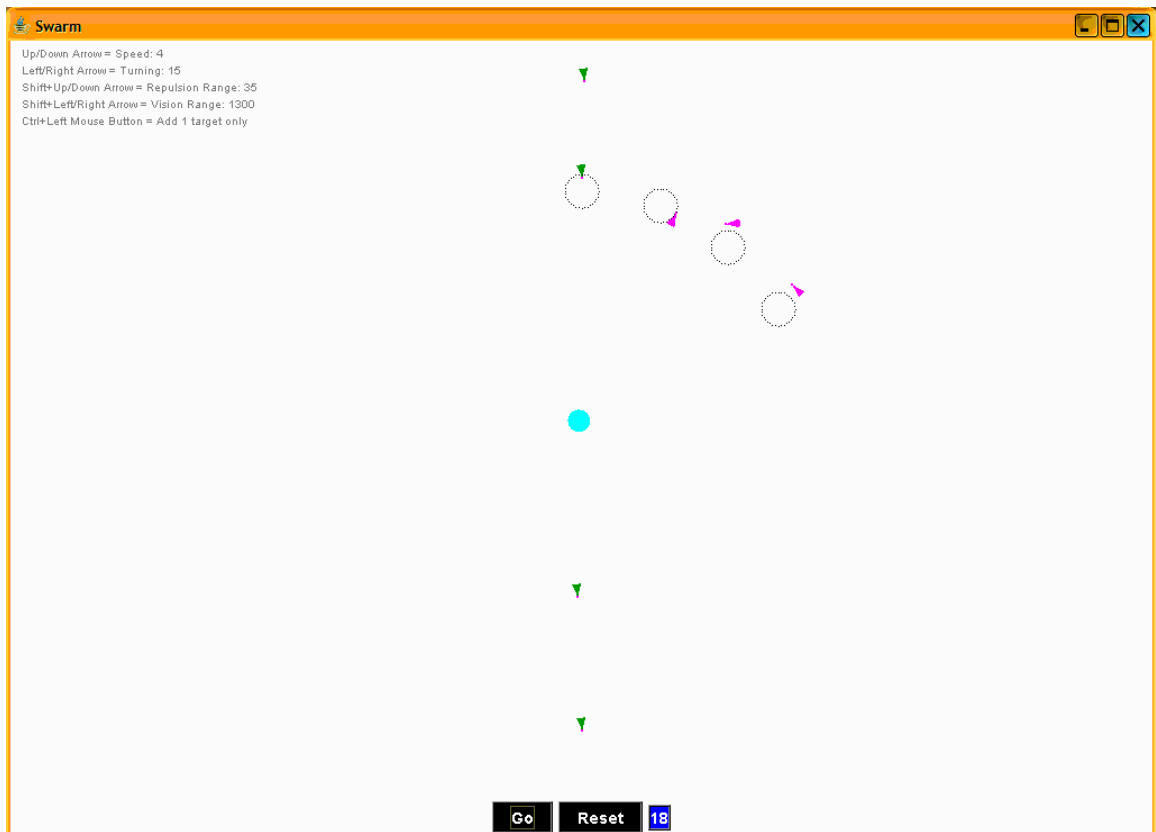 Swarm
Up/Down Arrow = Speed: 4
Left/Right Arrow = Turning: 15
Shift+Up/Down Arrow = Repulsion Range: 35
Shift+Left/Right Arrow = Vision Range: 1300
Ctrl+Left Mouse Button = Add 1 target only
Go Reset 18